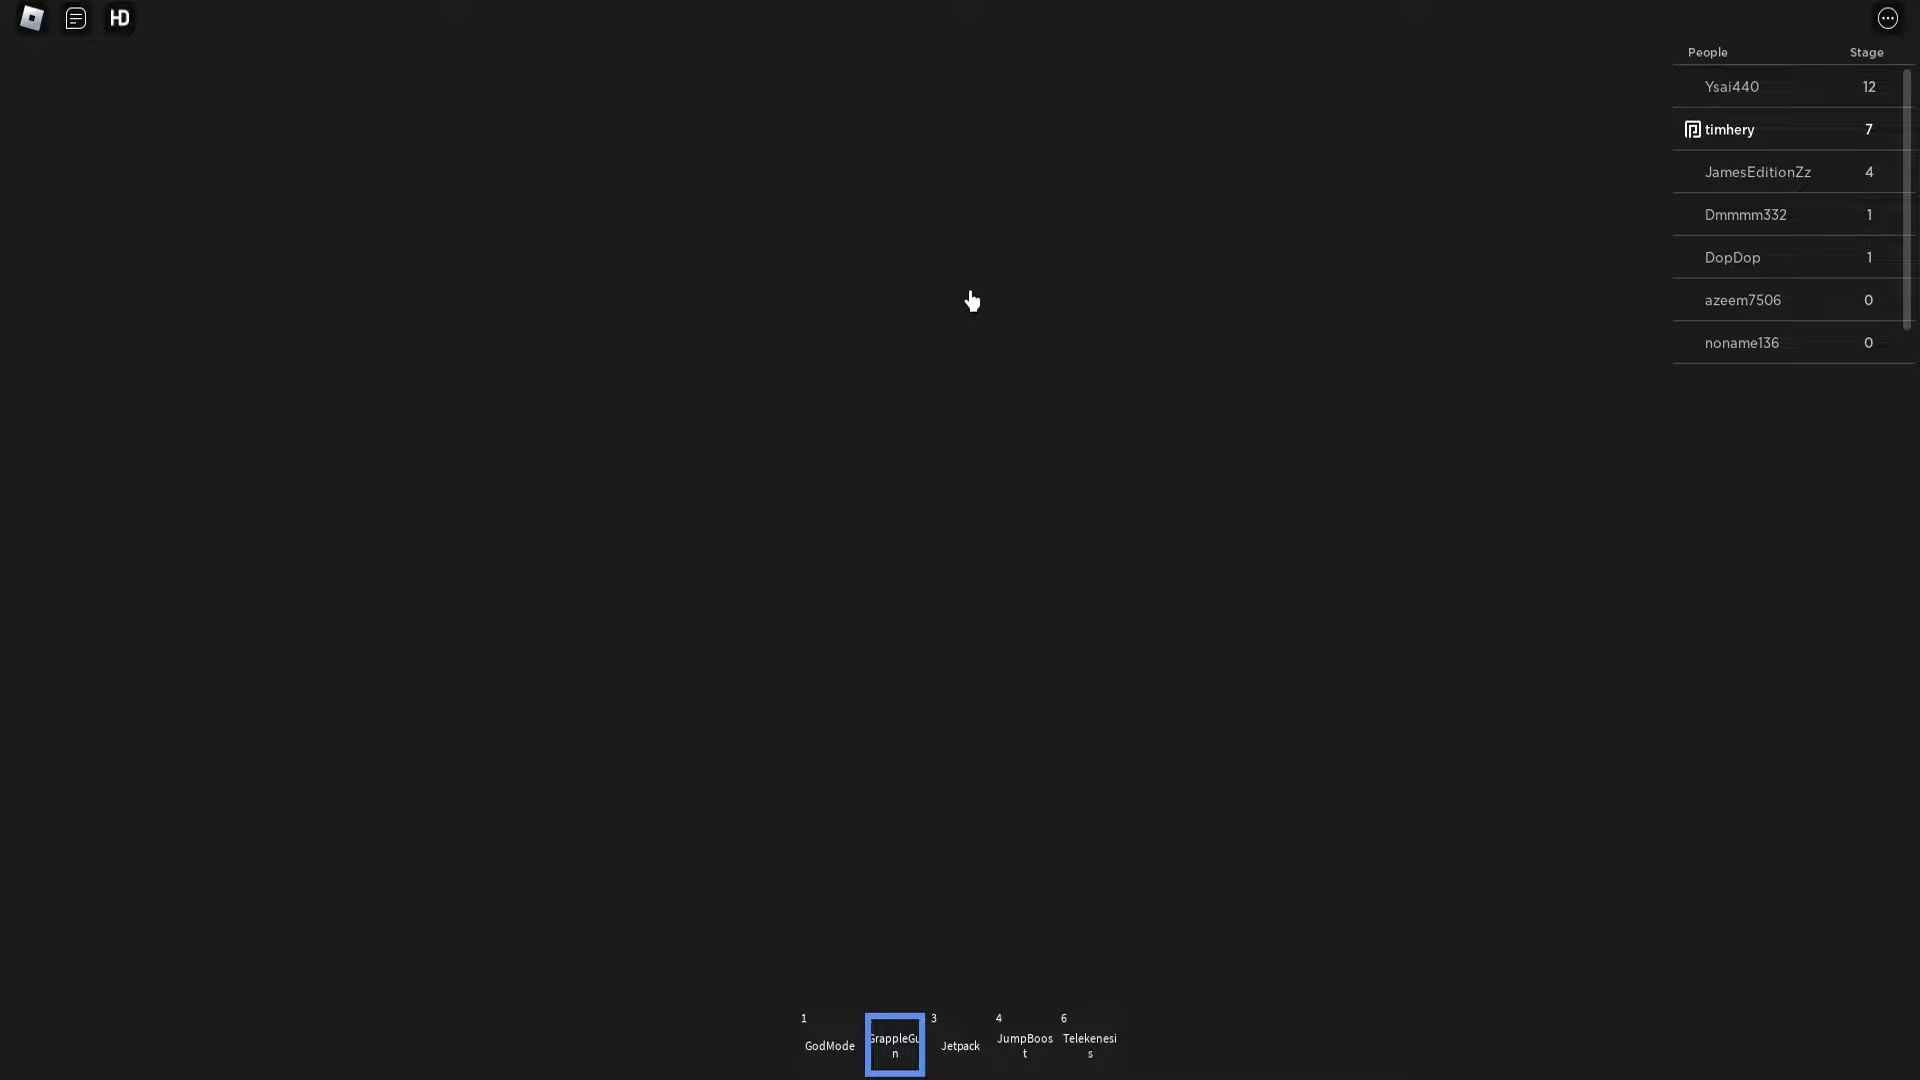 HD
People Stage
Ysai440 12
timhery 7
JamesEditionZz 4
Dmmmm332 1
DopDop 1
azeem7506 0
noname136 0
1 3 4 6
GodMode GrappleGu Jetpack JumpBoos Telekenesi
n t s